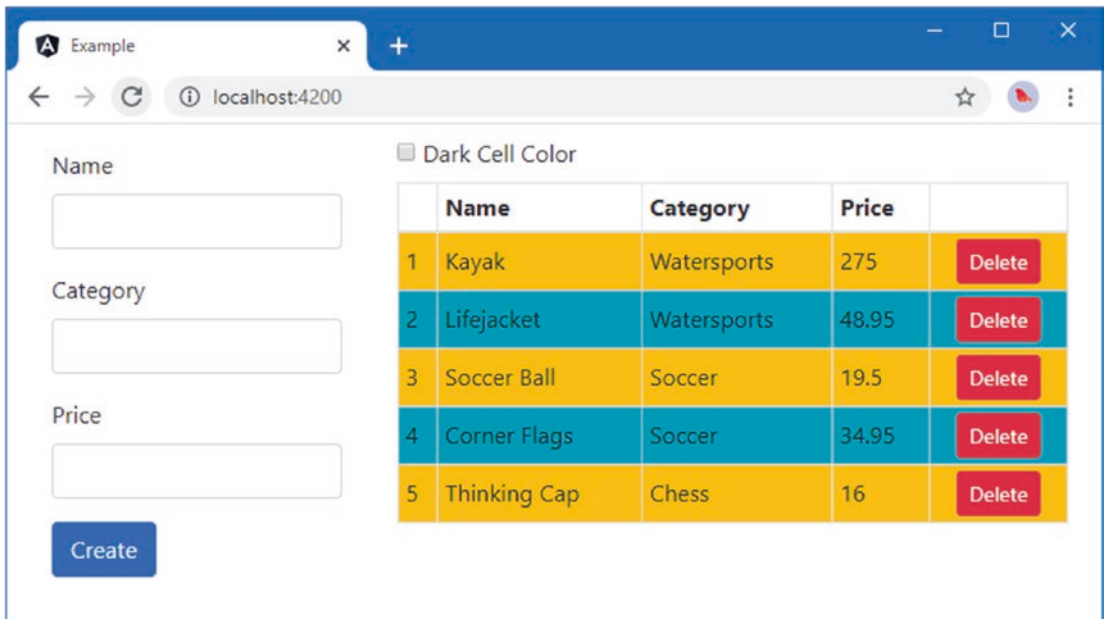 Example
localhost:4200
Name
Category
Price
Create
Dark Cell Color
Name Category Price
1 Kayak Watersports 275 Delete
2 Lifejacket Watersports 48.95 Delete
3 Soccer Ball Soccer 19.5 Delete
4 Corner Flags Soccer 34.95 Delete
5 Thinking Cap Chess 16 Delete